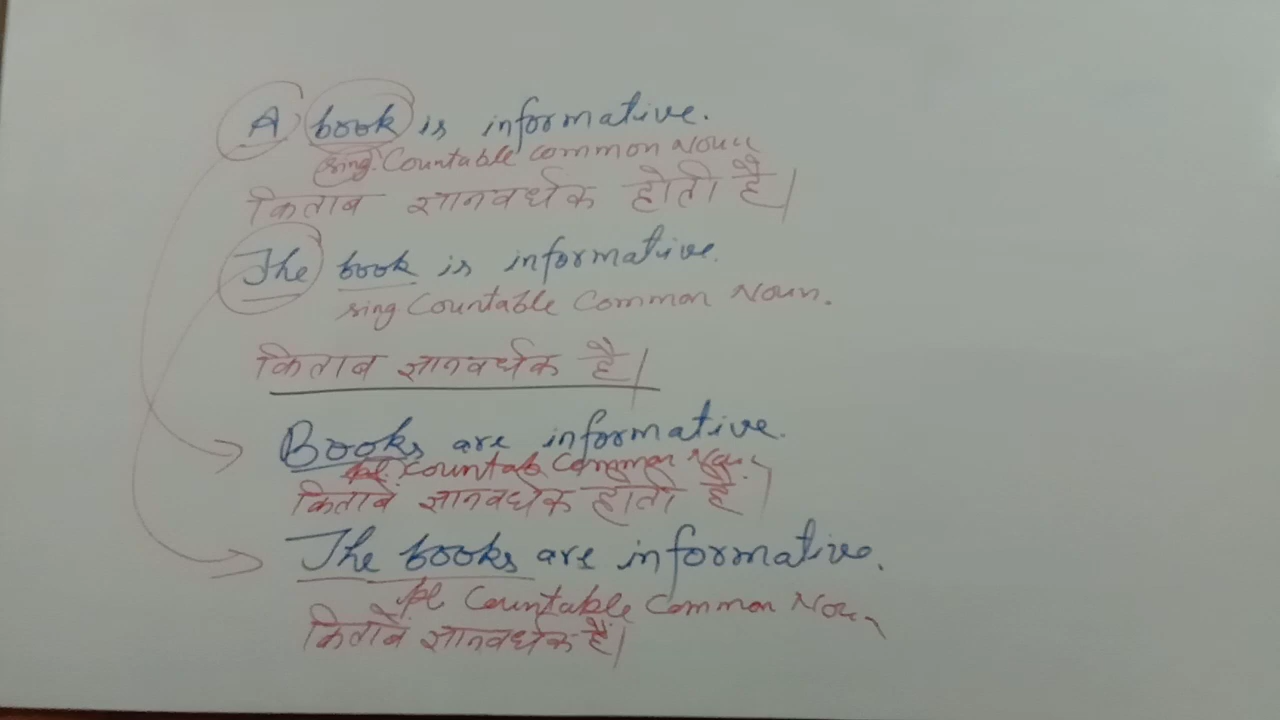 A book is informative.
sing. Countable common Noun
किताब ज्ञानवर्धक होती है।
The book is informative.
sing. Countable Common Noun.
किताब ज्ञानवर्धक है।
Books are informative.
pl. Countab Common Noun
किताबें ज्ञानवर्धक होती हैं।
The books are informative.
pl Countable Common Noun
किताबें ज्ञानवर्धक हैं।